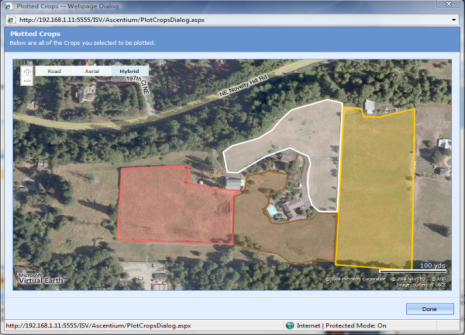 Plotted Crops -- Webpage Dialog
http://192.168.1.11:5555/ISV/Ascentium/PlotCropsDialog.aspx
Plotted Crops
Below are all of the Crops you selected to be plotted.
Road Aerial Hybrid
NE Novelty Hill Rd
100 yds
Microsoft
Virtual Earth
Done
http://192.168.1.11:5555/ISV/Ascentium/PlotCropsDialog.aspx Internet | Protected Mode: On